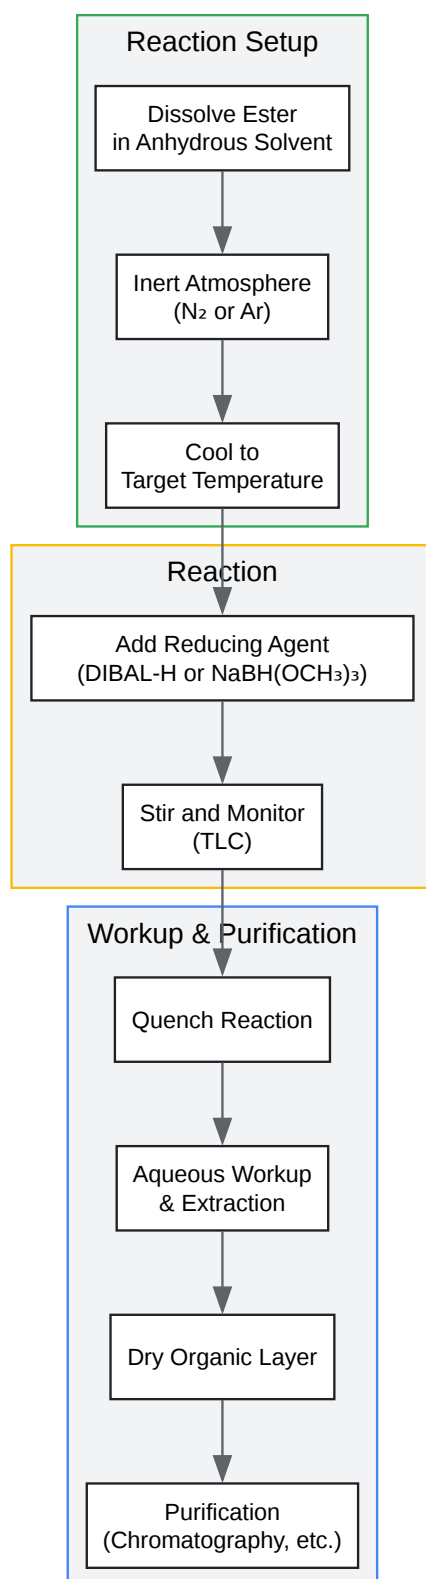 Reaction Setup
Dissolve Ester
in Anhydrous Solvent
Inert Atmosphere
(N₂ or Ar)
Cool to
Target Temperature
Reaction
Add Reducing Agent
(DIBAL-H or NaBH(OCH₃)₃)
Stir and Monitor
(TLC)
Workup & Purification
Quench Reaction
Aqueous Workup
& Extraction
Dry Organic Layer
Purification
(Chromatography, etc.)